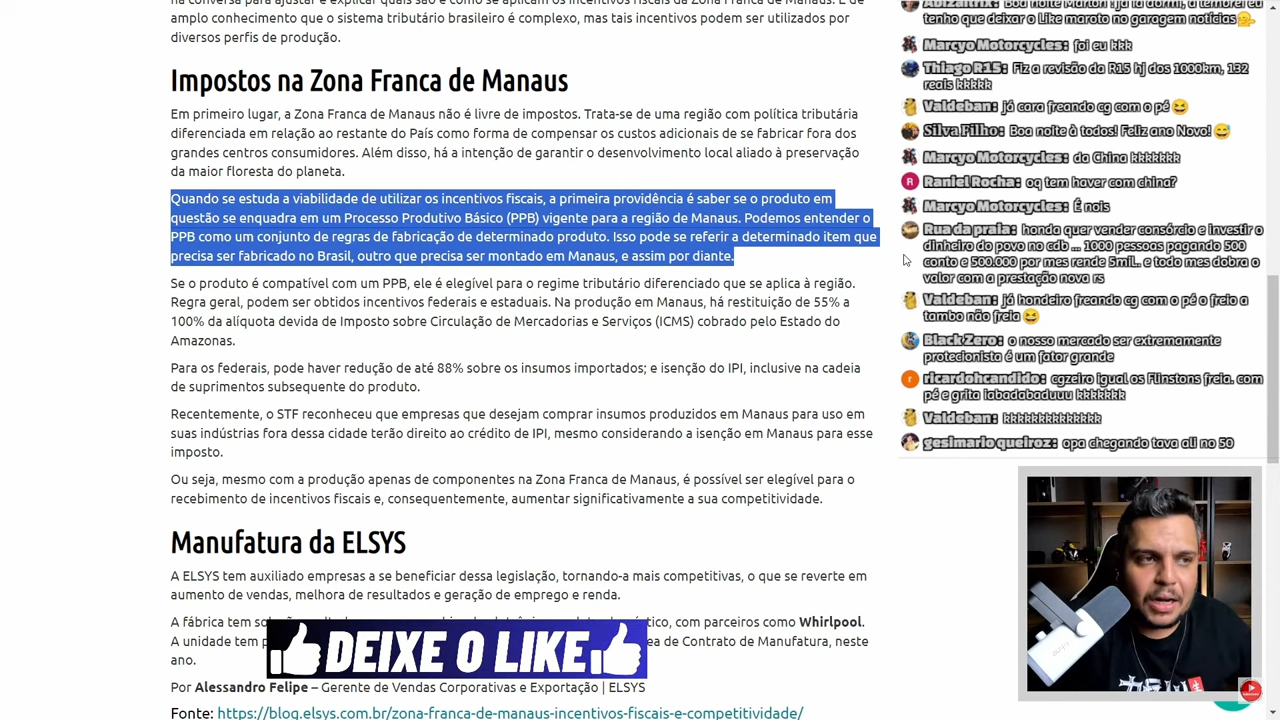 na conversa para ajustar e explicar quais são e como se aplicam os incentivos fiscais da Zona Franca de Manaus. É de
amplo conhecimento que o sistema tributário brasileiro é complexo, mas tais incentivos podem ser utilizados por
diversos perfis de produção.
Impostos na Zona Franca de Manaus
Em primeiro lugar, a Zona Franca de Manaus não é livre de impostos. Trata-se de uma região com política tributária
diferenciada em relação ao restante do País como forma de compensar os custos adicionais de se fabricar fora dos
grandes centros consumidores. Além disso, há a intenção de garantir o desenvolvimento local aliado à preservação
da maior floresta do planeta.
Quando se estuda a viabilidade de utilizar os incentivos fiscais, a primeira providência é saber se o produto em
questão se enquadra em um Processo Produtivo Básico (PPB) vigente para a região de Manaus. Podemos entender o
PPB como um conjunto de regras de fabricação de determinado produto. Isso pode se referir a determinado item que
precisa ser fabricado no Brasil, outro que precisa ser montado em Manaus, e assim por diante.
Se o produto é compatível com um PPB, ele é elegível para o regime tributário diferenciado que se aplica à região.
Regra geral, podem ser obtidos incentivos federais e estaduais. Na produção em Manaus, há restituição de 55% a
100% da alíquota devida de Imposto sobre Circulação de Mercadorias e Serviços (ICMS) cobrado pelo Estado do
Amazonas.
Para os federais, pode haver redução de até 88% sobre os insumos importados; e isenção do IPI, inclusive na cadeia
de suprimentos subsequente do produto.
Recentemente, o STF reconheceu que empresas que desejam comprar insumos produzidos em Manaus para uso em
suas indústrias fora dessa cidade terão direito ao crédito de IPI, mesmo considerando a isenção em Manaus para esse
imposto.
Ou seja, mesmo com a produção apenas de componentes na Zona Franca de Manaus, é possível ser elegível para o
recebimento de incentivos fiscais e, consequentemente, aumentar significativamente a sua competitividade.
Manufatura da ELSYS
A ELSYS tem auxiliado empresas a se beneficiar dessa legislação, tornando-a mais competitivas, o que se reverte em
aumento de vendas, melhora de resultados e geração de emprego e renda.
A fábrica tem com parceiros como Whirlpool.
A unidade tem área de Contrato de Manufatura, neste
ano.
DEIXE O LIKE
Por Alessandro Felipe – Gerente de Vendas Corporativas e Exportação | ELSYS
Fonte: https://blog.elsys.com.br/zona-franca-de-manaus-incentivos-fiscais-e-competitividade/
tenho que deixar o Like maroto no garagem notícias
Marcyo Motorcycles: foi eu kkk
Thiago R15: Fiz a revisão da R15 hj dos 1000km, 132
reais kkkkk
Valdeban: já cara freando cg com o pé
Silva Filho: Boa noite à todos! Feliz ano Novo!
Marcyo Motorcycles: da China kkkkkkk
R Raniel Rocha: oq tem haver com china?
Marcyo Motorcycles: É nois
Rua da praia: honda quer vender consórcio e investir o
dinheiro do povo no cdb ... 1000 pessoas pagando 500
conto e 500.000 por mes rende 5mil.. e todo mes dobra o
valor com a prestação nova rs
Valdeban: já hondeiro freando cg com o pé o freio a
tambo não freia
Black Zero: o nosso mercado ser extremamente
protecionista é um fator grande
r ricardohcandido: cgzeiro igual os Flinstons freia. com
pé e grita iabadabaduuu kkkkkkk
Valdeban: kkkkkkkkkkkkk
gesimario queiroz: opa chegando tava ali no 50